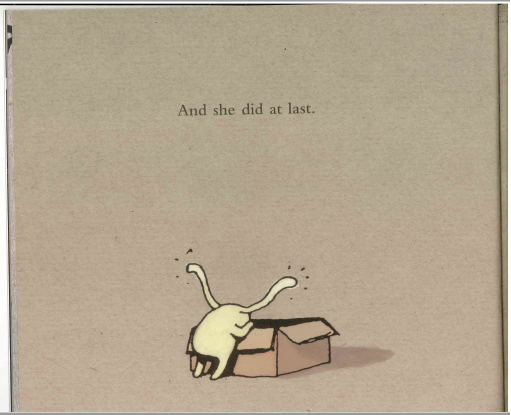 And she did at last.